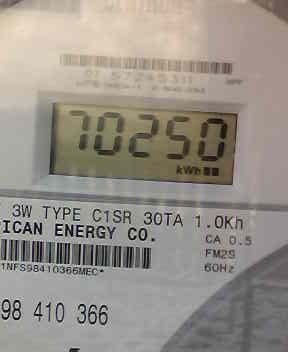 70250
kWh
3W TYPE C1SR 30TA 1.0Kh
ICAN ENERGY CO.
CA 0.5
FM2S
60Hz
1NFS98410366MEC*
98 410 366